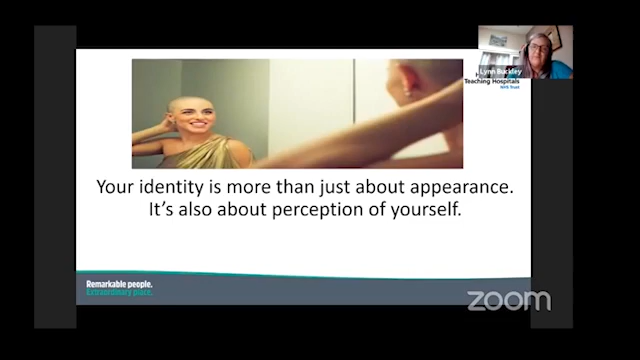 Lynn Buckley
Teaching Hospitals
NHS Trust
Your identity is more than just about appearance.
It's also about perception of yourself.
Remarkable people.
Extraordinary place.
zoom